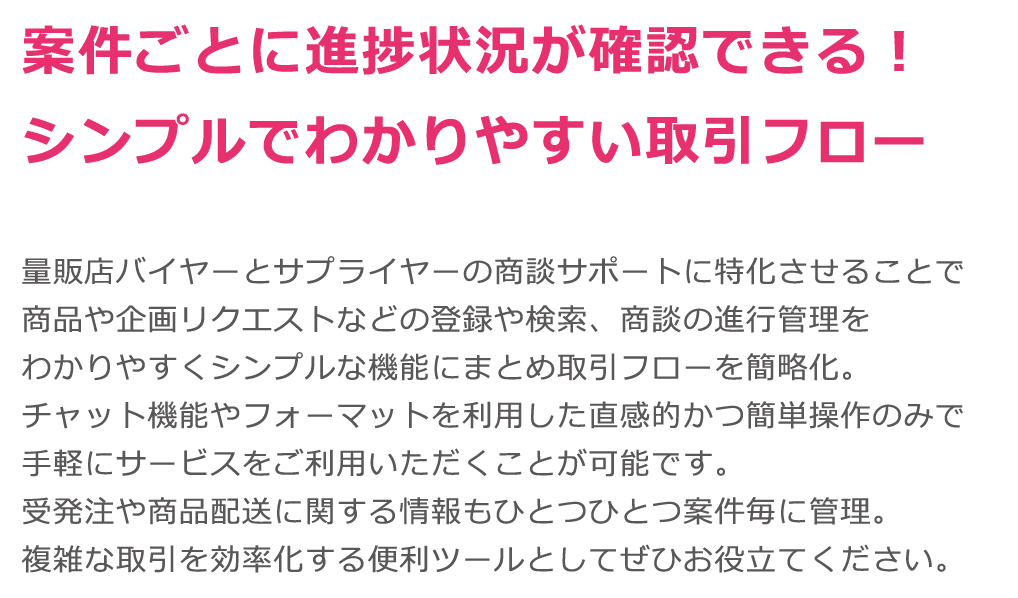 案件ごとに進捗状況が確認できる！
シンプルでわかりやすい取引フロー
量販店バイヤーとサプライヤーの商談サポートに特化させることで
商品や企画リクエストなどの登録や検索、商談の進行管理を
わかりやすくシンプルな機能にまとめ取引フローを簡略化。
チャット機能やフォーマットを利用した直感的かつ簡単操作のみで
手軽にサービスをご利用いただくことが可能です。
受発注や商品配送に関する情報もひとつひとつ案件毎に管理。
複雑な取引を効率化する便利ツールとしてぜひお役立てください。